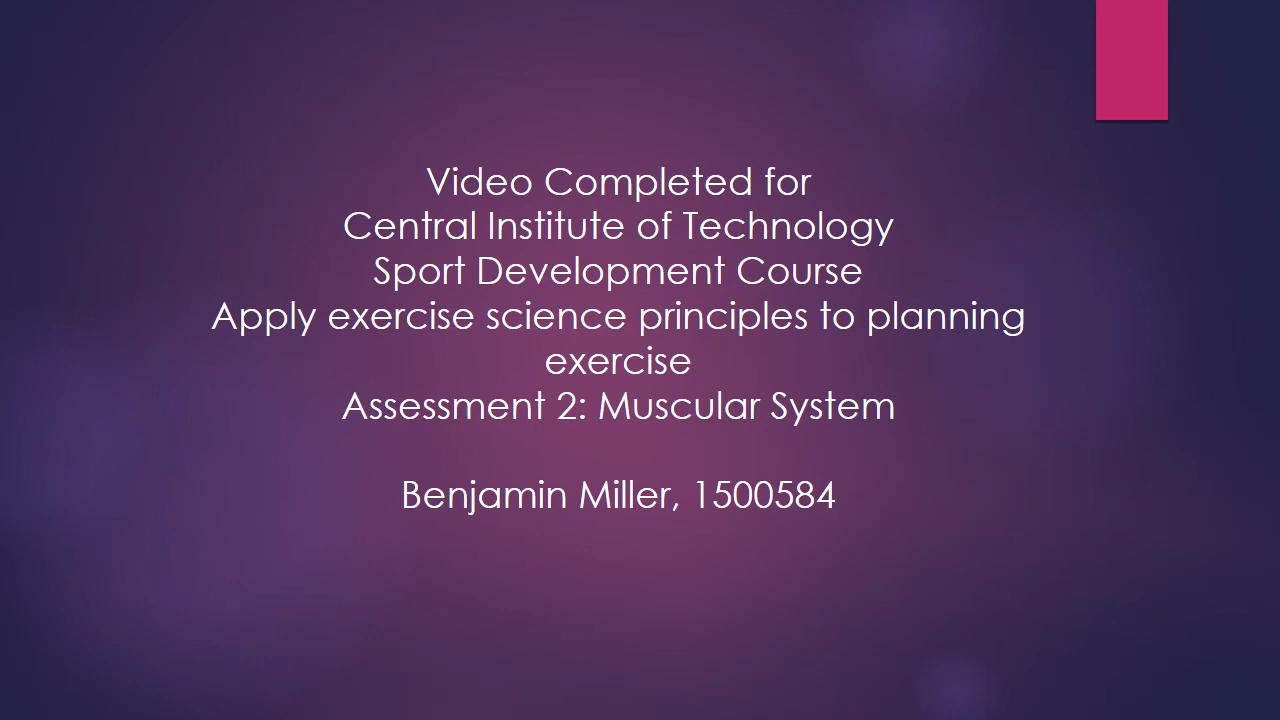 Video Completed for
Central Institute of Technology
Sport Development Course
Apply exercise science principles to planning
exercise
Assessment 2: Muscular System
Benjamin Miller, 1500584